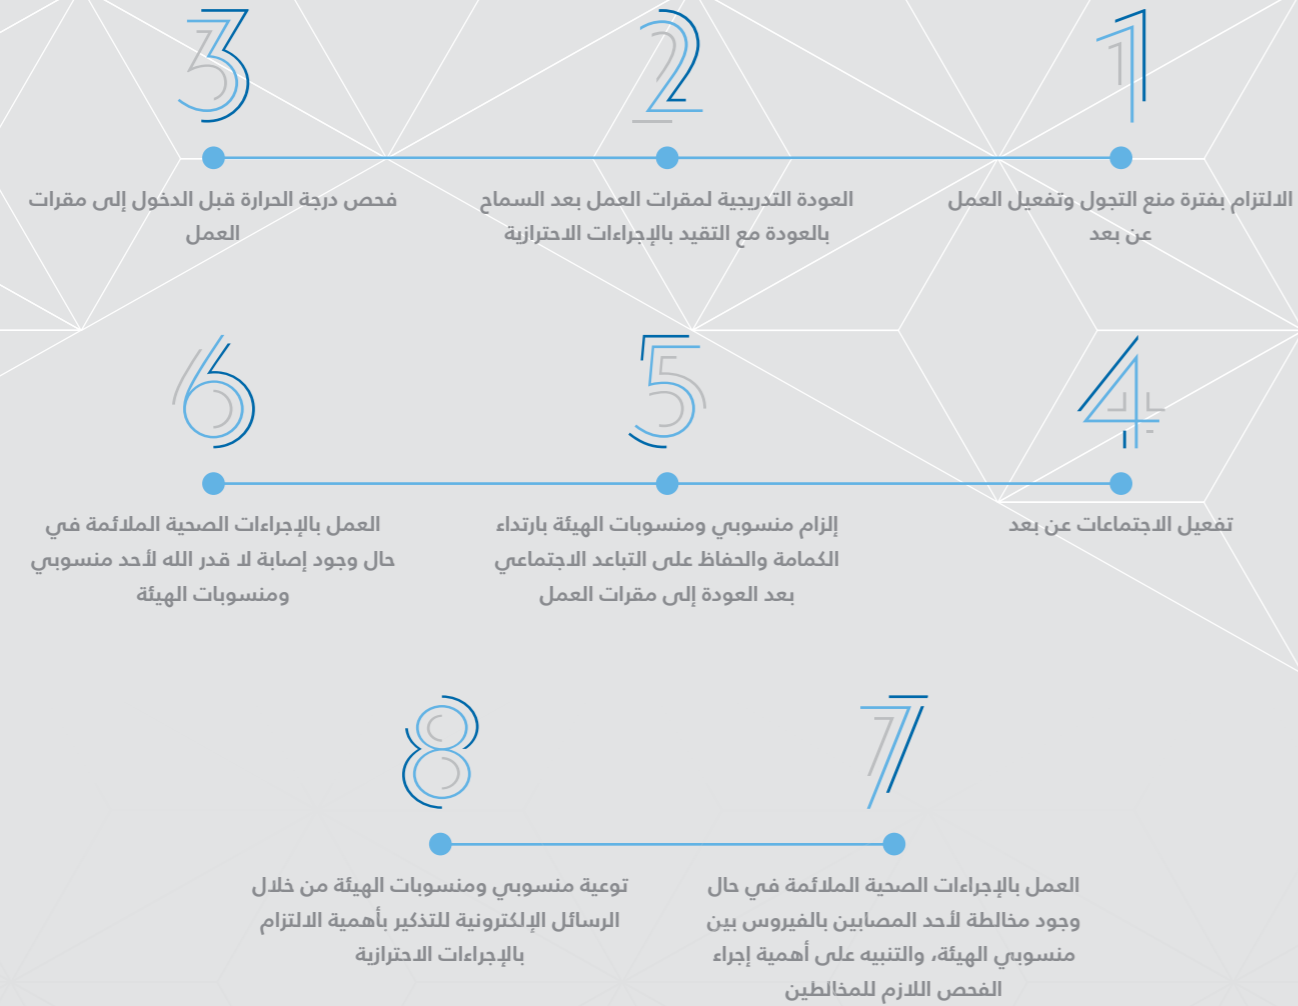 1
الالتزام بفترة منع التجول وتفعيل العمل
عن بعد
2
العودة التدريجية لمقرات العمل بعد السماح
بالعودة مع التقيد بالإجراءات الاحترازية
3
فحص درجة الحرارة قبل الدخول إلى مقرات
العمل
4
تفعيل الاجتماعات عن بعد
5
إلزام منسوبي ومنسوبات الهيئة بارتداء
الكمامة والحفاظ على التباعد الاجتماعي
بعد العودة إلى مقرات العمل
6
العمل بالإجراءات الصحية الملائمة في
حال وجود إصابة لا قدر الله لأحد منسوبي
ومنسوبات الهيئة
7
العمل بالإجراءات الصحية الملائمة في حال
وجود مخالطة لأحد المصابين بالفيروس بين
منسوبي الهيئة، والتنبيه على أهمية إجراء
الفحص اللازم للمخالطين
8
توعية منسوبي ومنسوبات الهيئة من خلال
الرسائل الإلكترونية للتذكير بأهمية الالتزام
بالإجراءات الاحترازية